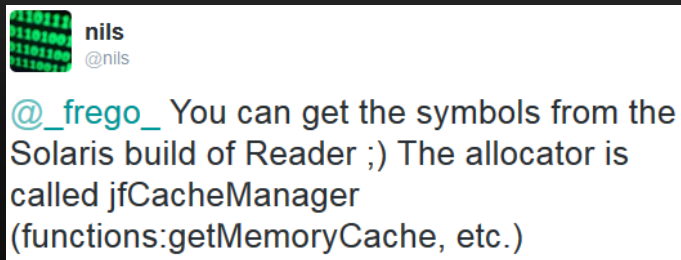 nils
@nils
@_frego_ You can get the symbols from the
Solaris build of Reader ;) The allocator is
called jfCacheManager
(functions:getMemoryCache, etc.)